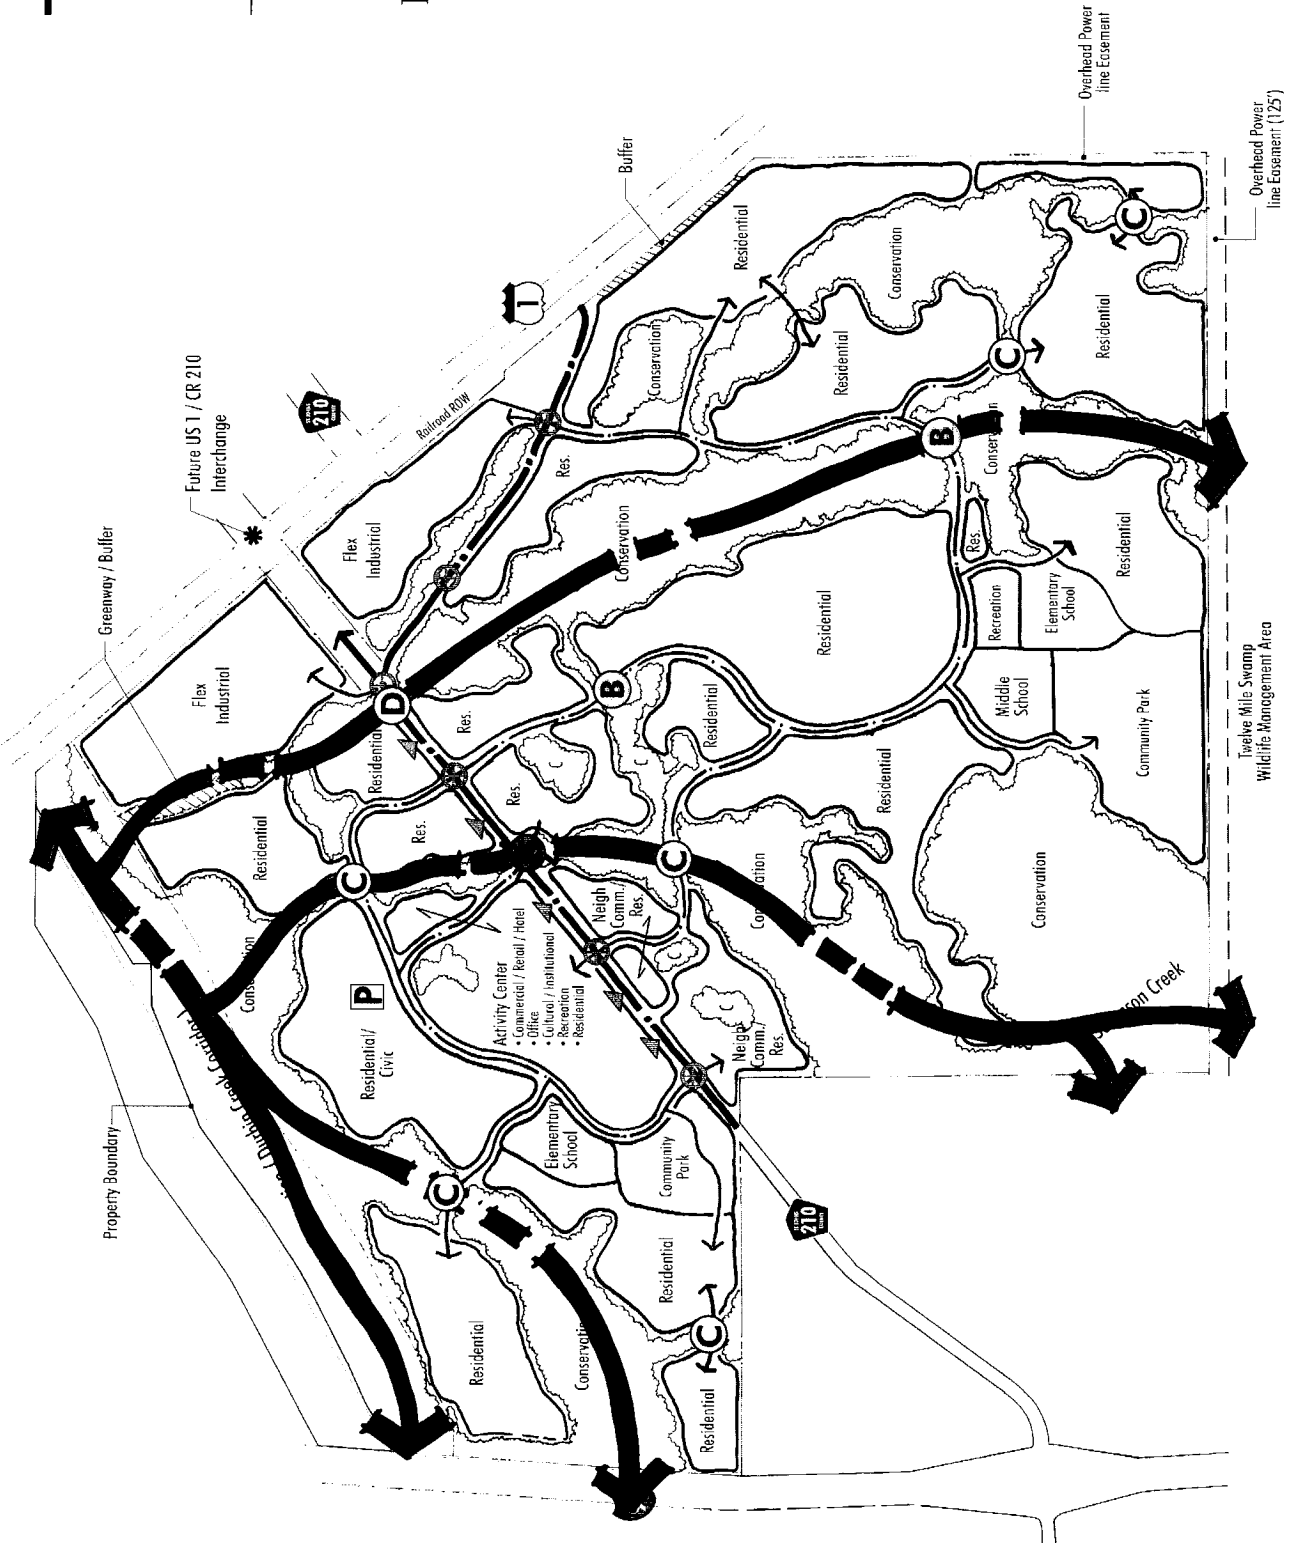 Overhead Power
line Easement
Overhead Power
line Easement (125')
Buffer
Future US 1 / CR 210
Interchange
210
1
Railroad ROW
Greenway / Buffer
Property Boundary
Flex
Industrial
Flex
Industrial
Residential
Conservation
Conservation
Residential
Residential
C
C
B
Res.
Conservation
D
Res.
Residential
Res.
Res.
Residential
C
B
C
Residential
Residential
Res.
Recreation
Elementary
School
Residential
Middle
School
Community Park
Residential
Conservation
Twelve Mile Swamp
Wildlife Management Area
C
C
P
Residential/
Civic
Activity Center
• Commercial / Retail / Hotel
• Office
• Cultural / Institutional
• Recreation
• Residential
Neigh
Comm./
Res.
C
C
Neigh
Comm./
Res.
Durbin Creek Corridor
Creek
Elementary
School
Community
Park
C
Residential
Residential
C
Residential
210